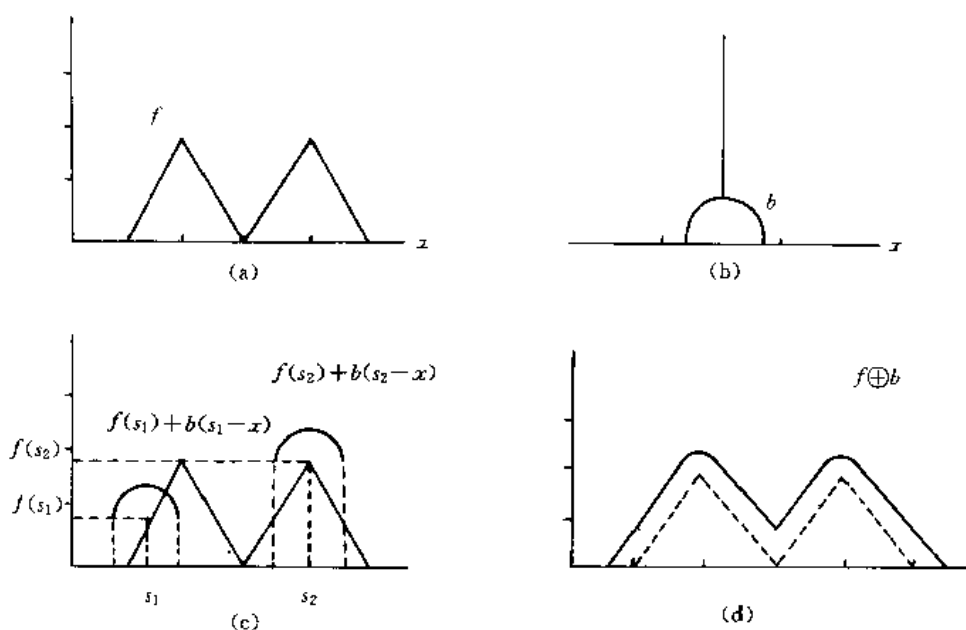 f
x
(a)
b
x
(b)
f(s₂)+b(s₂−x)
f(s₁)+b(s₁−x)
f(s₂)
f(s₁)
s₁ s₂
(c)
f⊕b
(d)